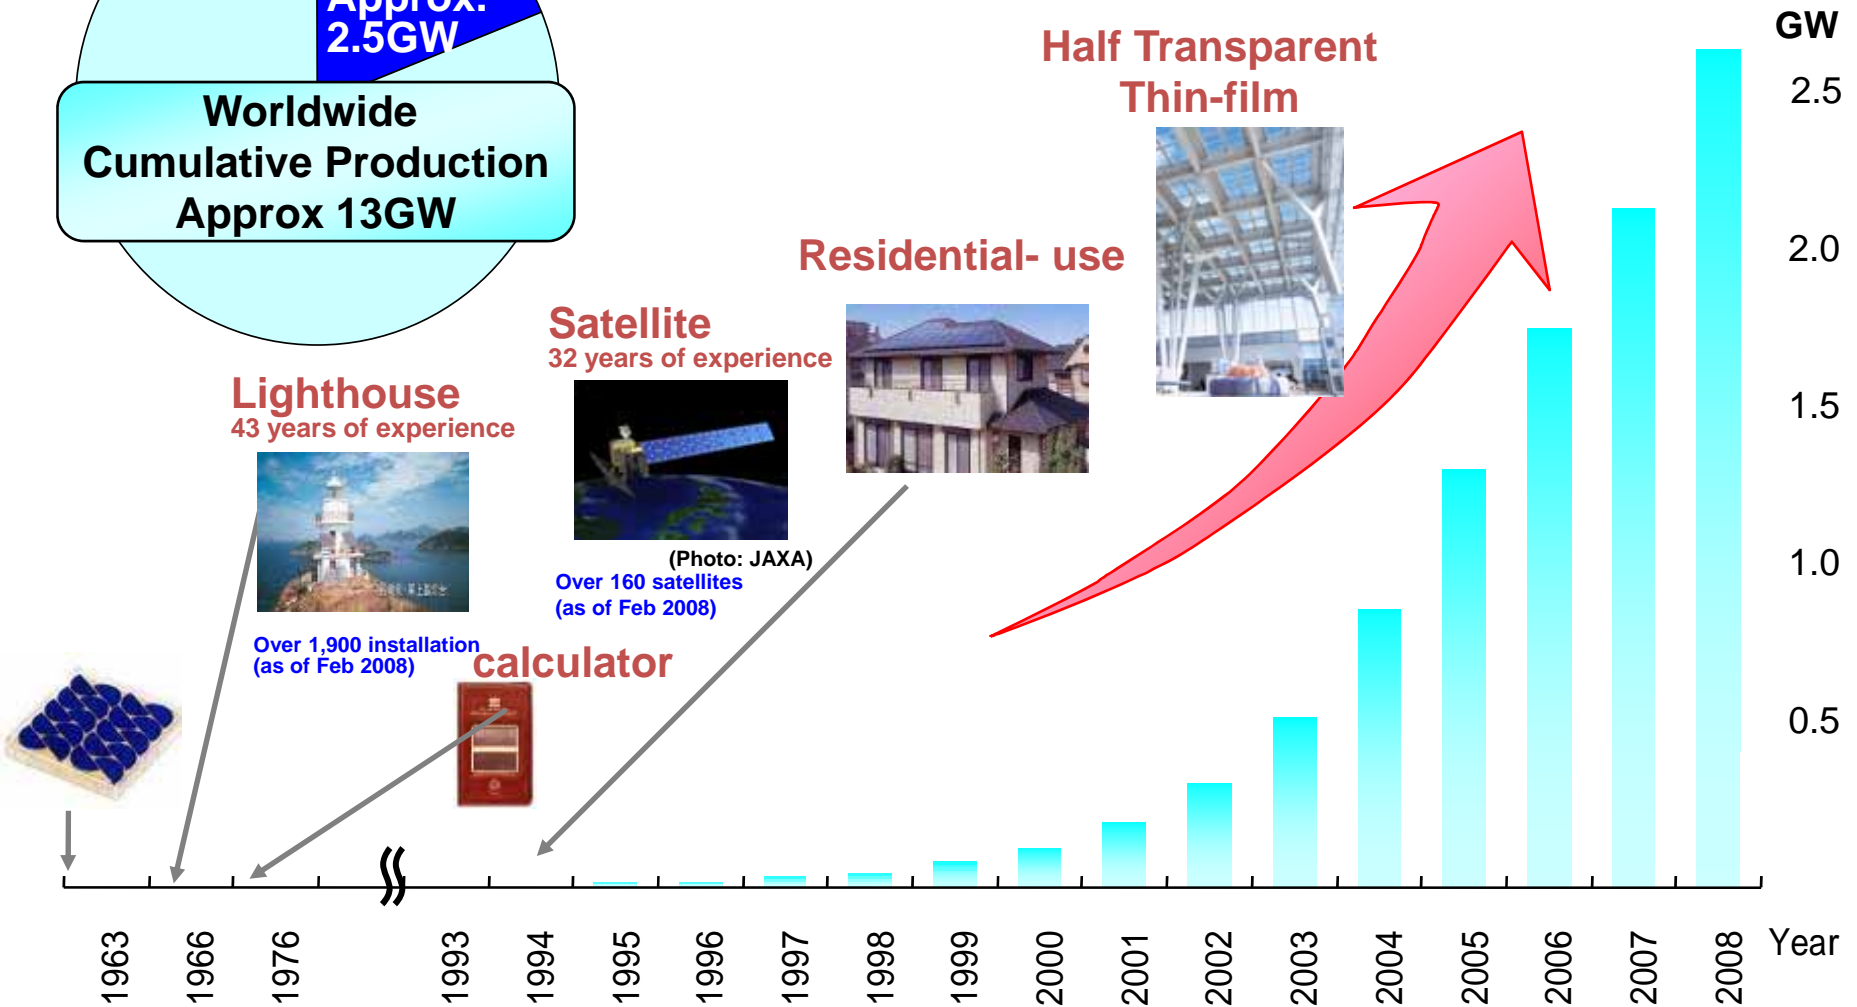 Approx.
2.5GW
Worldwide
Cumulative Production
Approx 13GW
Half Transparent
Thin-film
Residential- use
Satellite
32 years of experience
Lighthouse
43 years of experience
(Photo: JAXA)
Over 160 satellites
(as of Feb 2008)
Over 1,900 installation
(as of Feb 2008)
calculator
GW
2.5
2.0
1.5
1.0
0.5
1963
1966
1976
1993
1994
1995
1996
1997
1998
1999
2000
2001
2002
2003
2004
2005
2006
2007
2008
Year